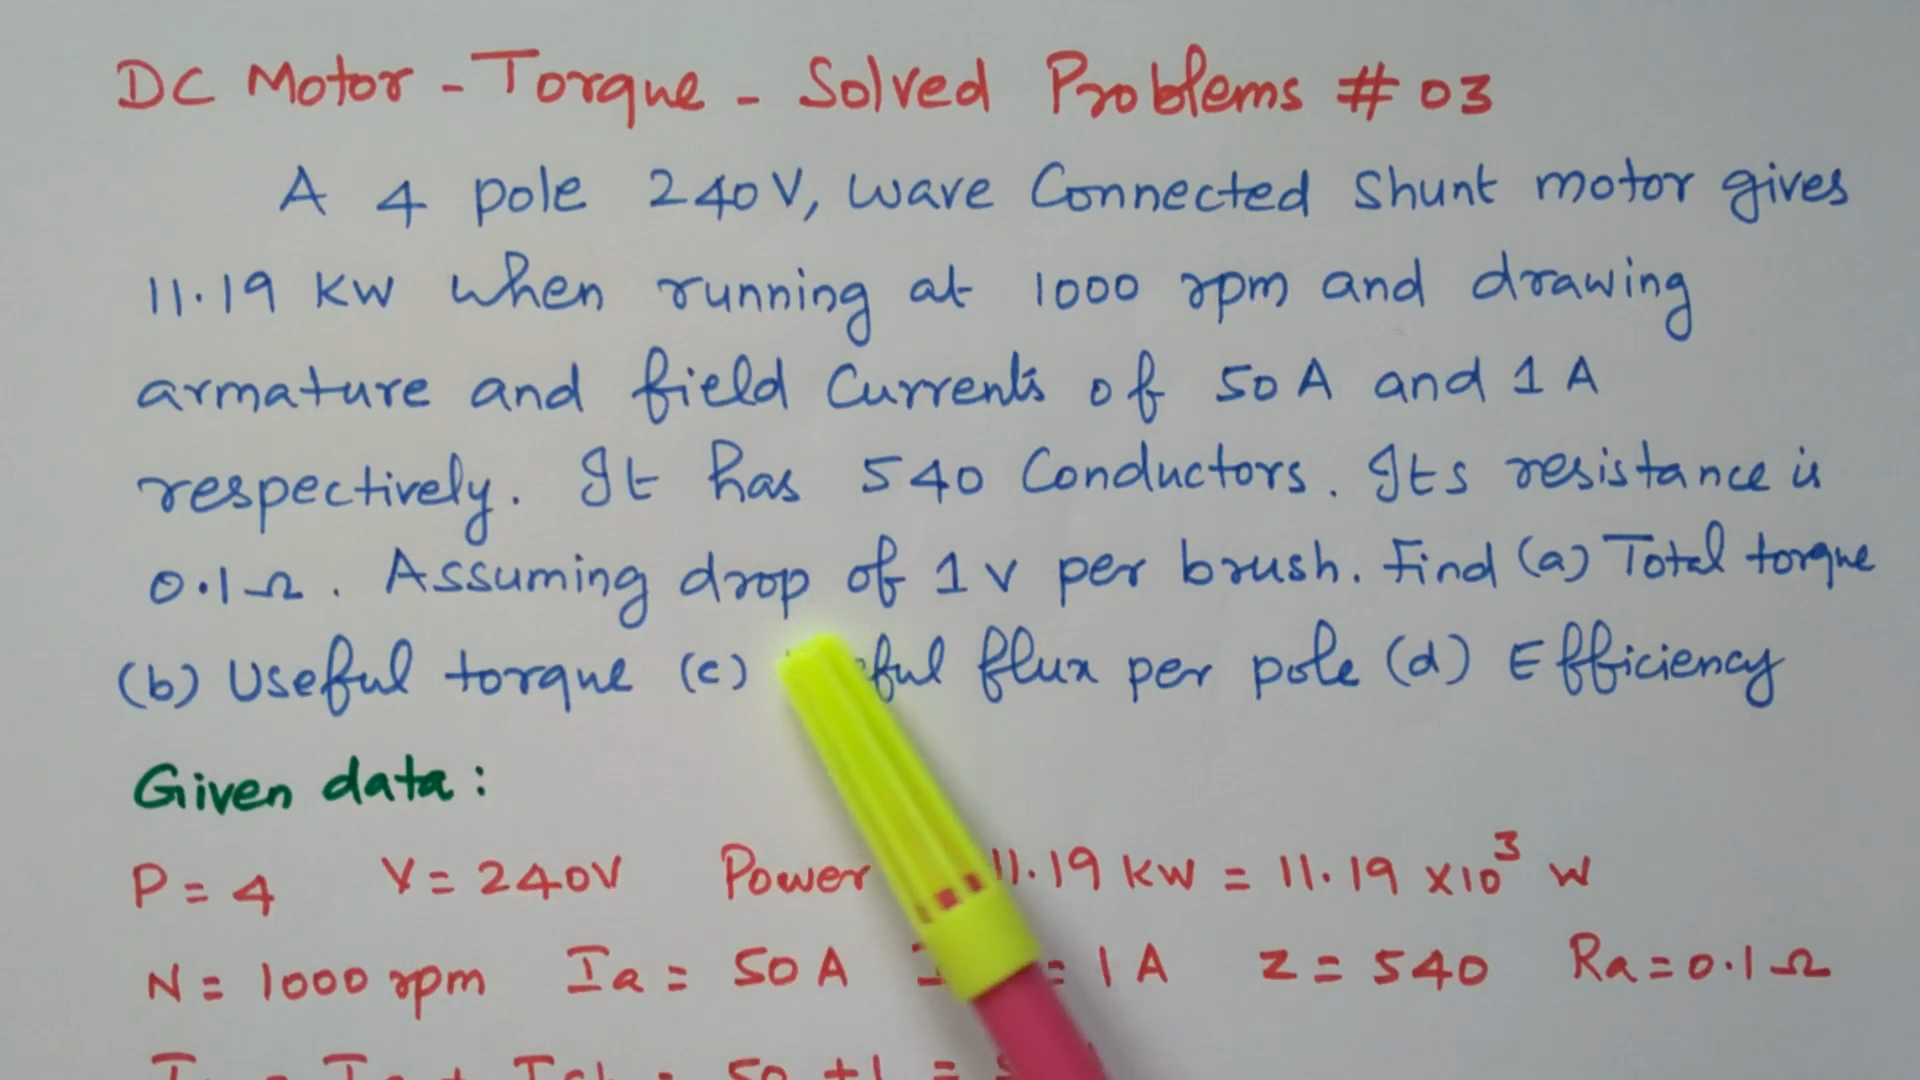 DC Motor - Torque - Solved Problems # 03
A 4 pole 240V, wave Connected Shunt motor gives
11.19 KW when running at 1000 rpm and drawing
armature and field Currents of 50 A and 1 A
respectively. It has 540 Conductors. Its resistance is
0.1Ω. Assuming drop of 1 v per brush. Find (a) Total torque
(b) Useful torque (c) flux per pole (d) Efficiency
Given data:
P = 4 V = 240V Power 11.19 KW = 11.19 x10³ W
N = 1000 rpm Ia = 50 A = 1 A Z = 540 Ra = 0.1Ω
50 + 1 =